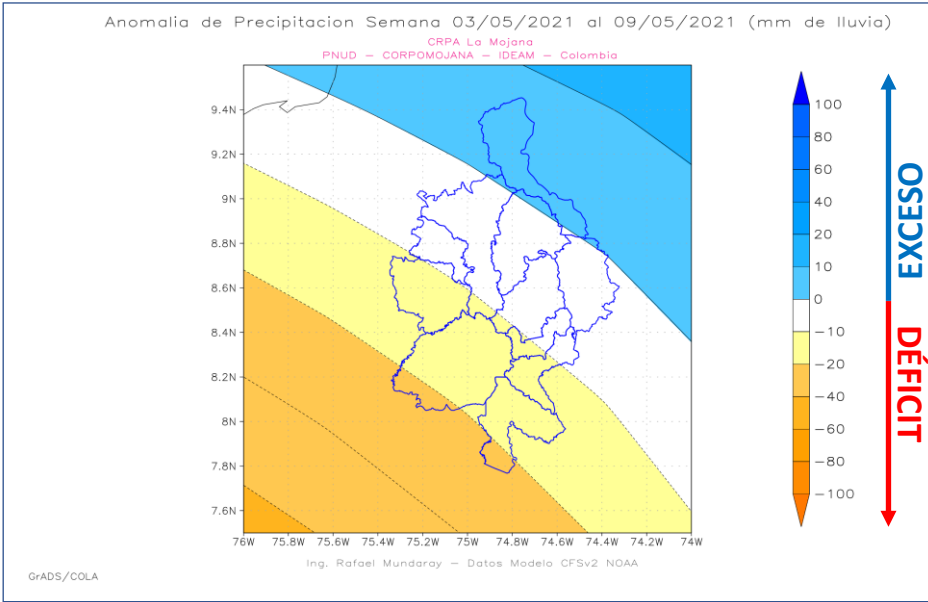 Anomalia de Precipitacion Semana 03/05/2021 al 09/05/2021 (mm de lluvia)
CRPA La Mojana
PNUD – CORPOMOJANA – IDEAM – Colombia
9.4N
9.2N
9N
8.8N
8.6N
8.4N
8.2N
8N
7.8N
7.6N
76W 75.8W 75.6W 75.4W 75.2W 75W 74.8W 74.6W 74.4W 74.2W 74W
100
80
60
40
20
10
0
−10
−20
−40
−60
−80
−100
EXCESO
DÉFICIT
Ing. Rafael Mundaray – Datos Modelo CFSv2 NOAA
GrADS/COLA